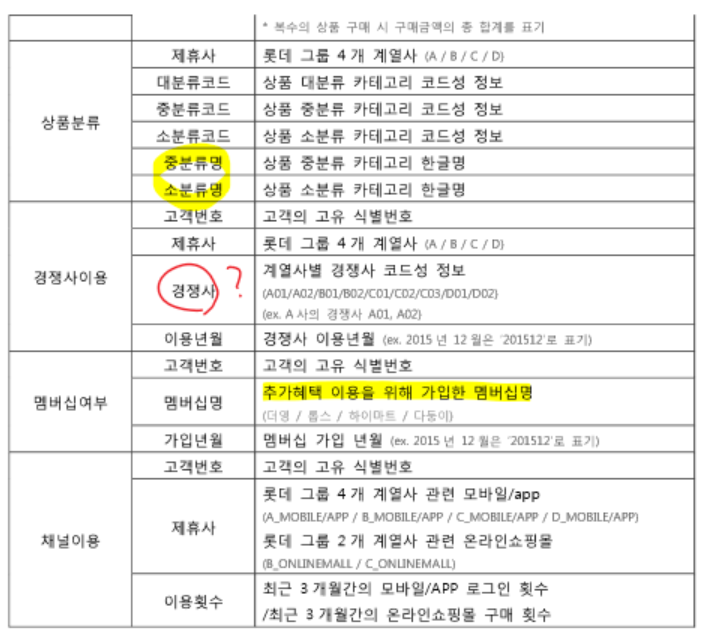 * 복수의 상품 구매 시 구매금액의 총 합계를 표기
상품분류
제휴사
롯데 그룹 4개 계열사 (A / B / C / D)
대분류코드
상품 대분류 카테고리 코드성 정보
중분류코드
상품 중분류 카테고리 코드성 정보
소분류코드
상품 소분류 카테고리 코드성 정보
중분류명
상품 중분류 카테고리 한글명
소분류명
상품 소분류 카테고리 한글명
경쟁사이용
고객번호
고객의 고유 식별번호
제휴사
롯데 그룹 4개 계열사 (A / B / C / D)
경쟁사 ?
계열사별 경쟁사 코드성 정보
(A01/A02/B01/B02/C01/C02/C03/D01/D02)
(ex. A 사의 경쟁사 A01, A02)
이용년월
경쟁사 이용년월 (ex. 2015 년 12 월은 '201512'로 표기)
멤버십여부
고객번호
고객의 고유 식별번호
멤버십명
추가혜택 이용을 위해 가입한 멤버십명
(더영 / 롭스 / 하이마트 / 다둥이)
가입년월
멤버십 가입 년월 (ex. 2015 년 12 월은 '201512'로 표기)
채널이용
고객번호
고객의 고유 식별번호
제휴사
롯데 그룹 4개 계열사 관련 모바일/app
(A_MOBILE/APP / B_MOBILE/APP / C_MOBILE/APP / D_MOBILE/APP)
롯데 그룹 2개 계열사 관련 온라인쇼핑몰
(B_ONLINEMALL / C_ONLINEMALL)
이용횟수
최근 3개월간의 모바일/APP 로그인 횟수
/최근 3개월간의 온라인쇼핑몰 구매 횟수